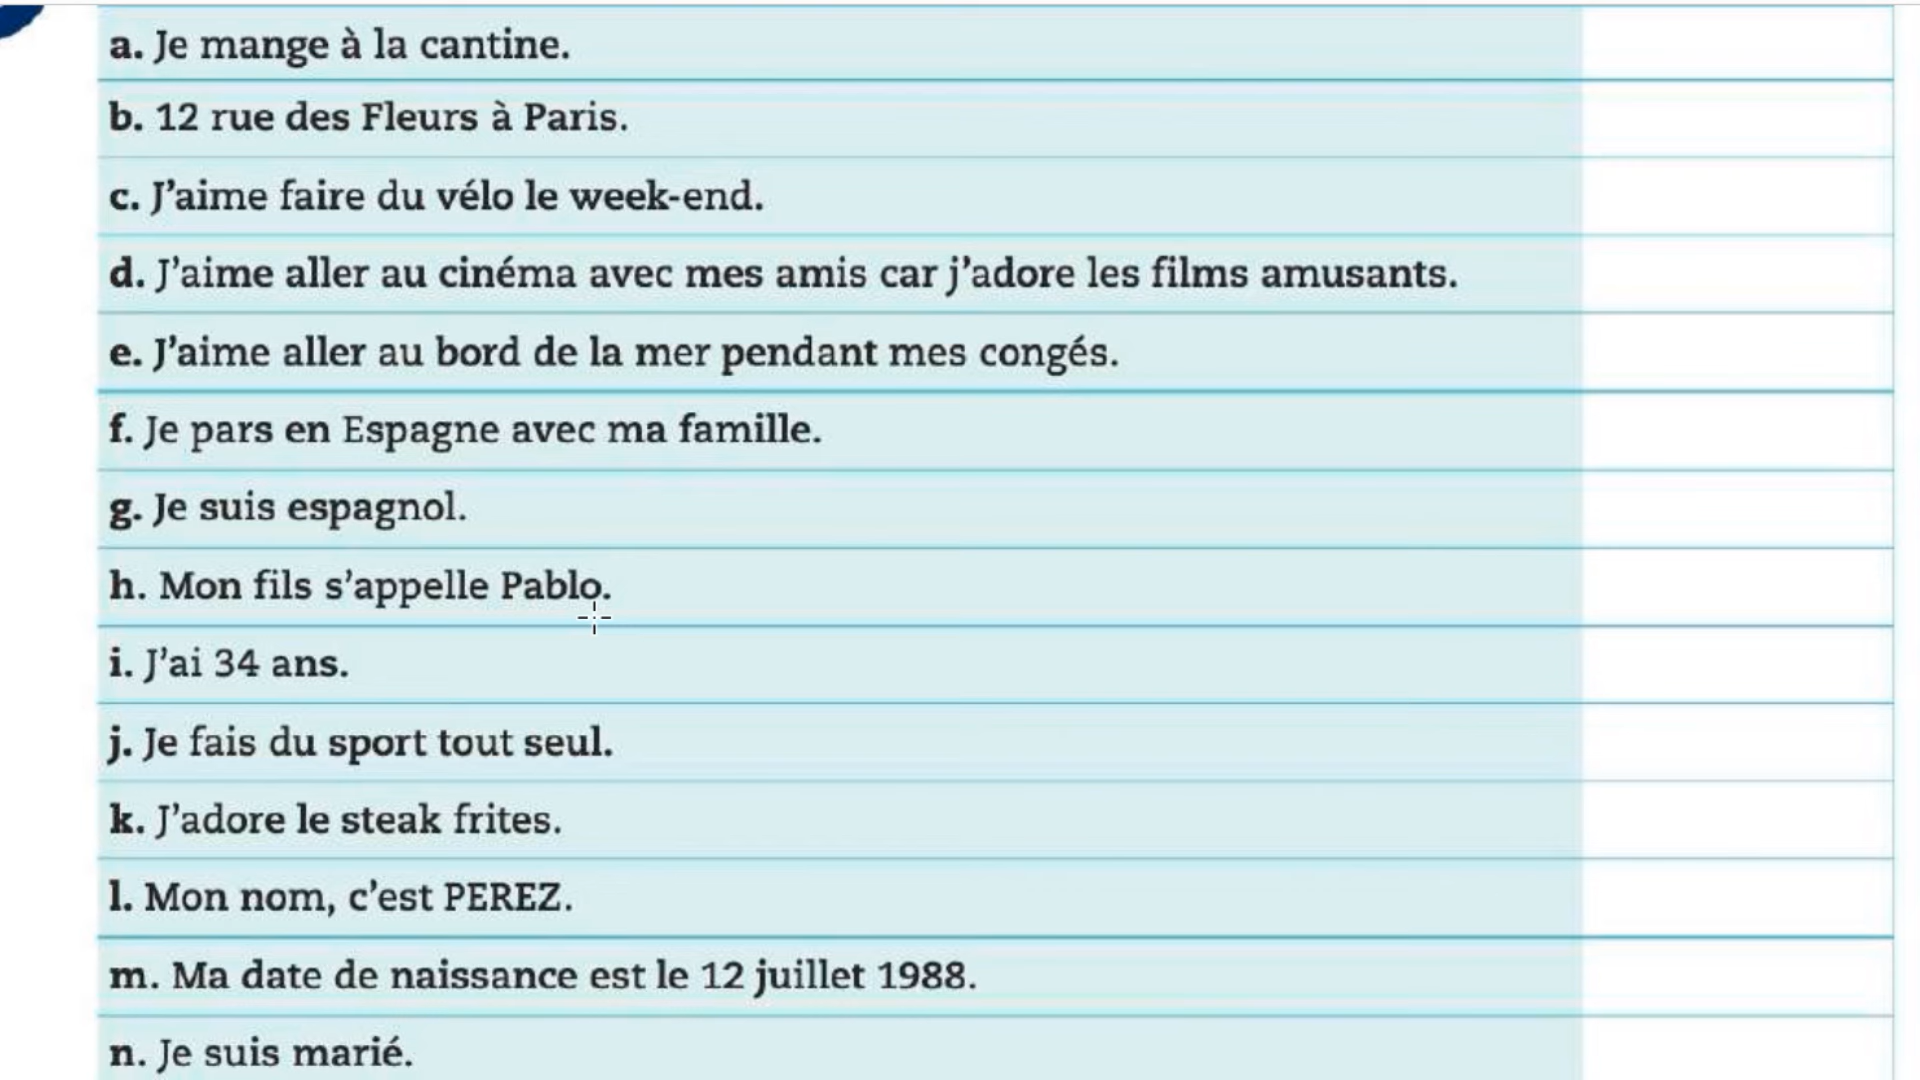 a. Je mange à la cantine.
b. 12 rue des Fleurs à Paris.
c. J’aime faire du vélo le week-end.
d. J’aime aller au cinéma avec mes amis car j’adore les films amusants.
e. J’aime aller au bord de la mer pendant mes congés.
f. Je pars en Espagne avec ma famille.
g. Je suis espagnol.
h. Mon fils s’appelle Pablo.
i. J’ai 34 ans.
j. Je fais du sport tout seul.
k. J’adore le steak frites.
l. Mon nom, c’est PEREZ.
m. Ma date de naissance est le 12 juillet 1988.
n. Je suis marié.